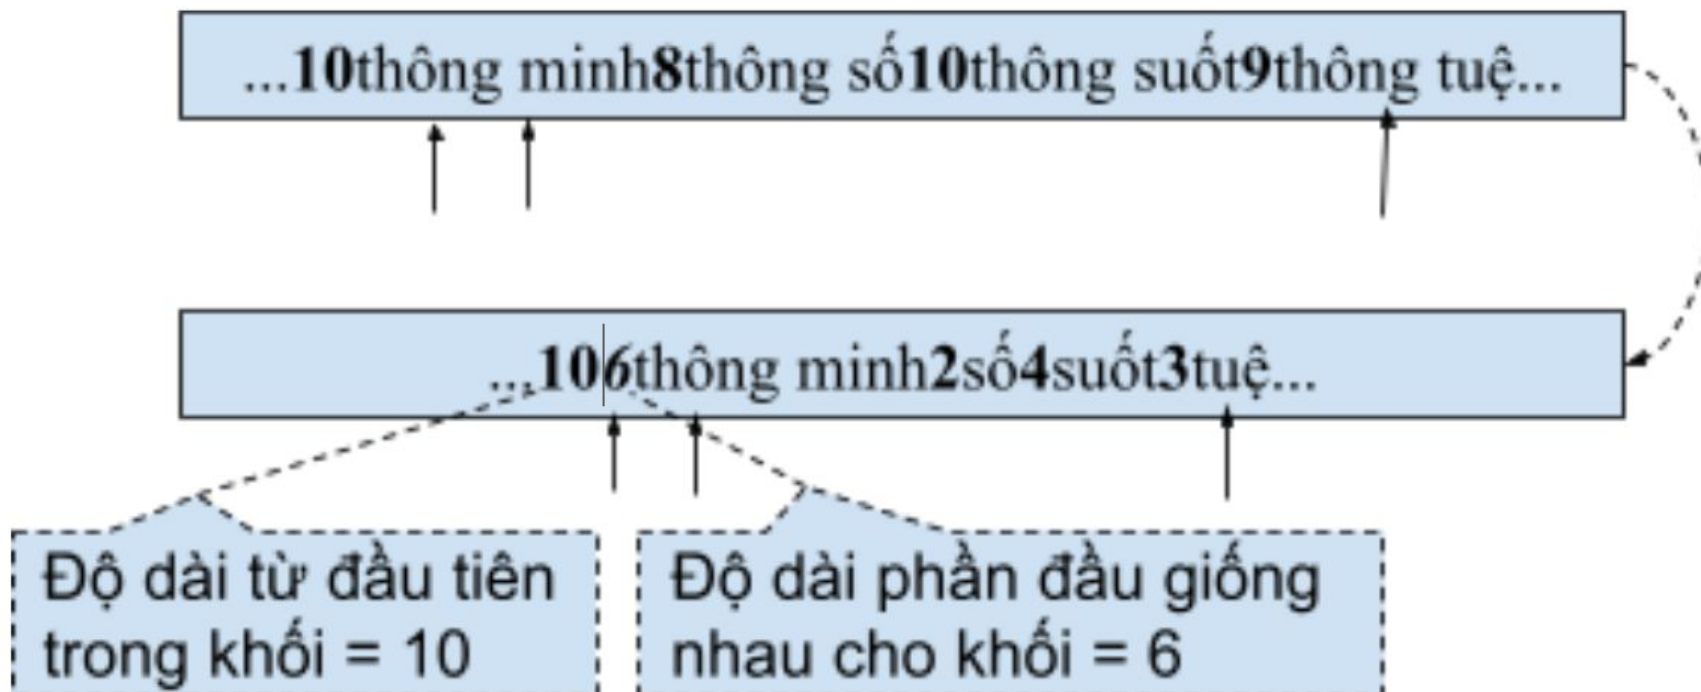 ...10thông minh8thông số10thông suốt9thông tuệ...
...106thông minh2số4suốt3tuệ...
Độ dài từ đầu tiên
trong khối = 10
Độ dài phần đầu giống
nhau cho khối = 6